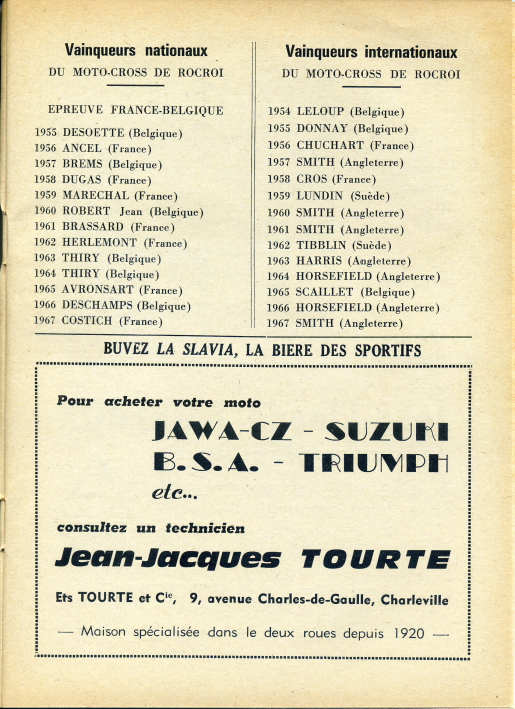 Vainqueurs nationaux
DU MOTO-CROSS DE ROCROI
EPREUVE FRANCE-BELGIQUE
1955 DESOETTE (Belgique)
1956 ANCEL (France)
1957 BREMS (Belgique)
1958 DUGAS (France)
1959 MARECHAL (France)
1960 ROBERT Jean (Belgique)
1961 BRASSARD (France)
1962 HERLEMONT (France)
1963 THIRY (Belgique)
1964 THIRY (Belgique)
1965 AVRONSART (France)
1966 DESCHAMPS (Belgique)
1967 COSTICH (France)
Vainqueurs internationaux
DU MOTO-CROSS DE ROCROI
1954 LELOUP (Belgique)
1955 DONNAY (Belgique)
1956 CHUCHART (France)
1957 SMITH (Angleterre)
1958 CROS (France)
1959 LUNDIN (Suède)
1960 SMITH (Angleterre)
1961 SMITH (Angleterre)
1962 TIBBLIN (Suède)
1963 HARRIS (Angleterre)
1964 HORSEFIELD (Angleterre)
1965 SCAILLET (Belgique)
1966 HORSEFIELD (Angleterre)
1967 SMITH (Angleterre)
BUVEZ LA SLAVIA, LA BIERE DES SPORTIFS
Pour acheter votre moto
JAWA-CZ - SUZUKI
B.S.A. - TRIUMPH
etc...
consultez un technicien
Jean-Jacques TOURTE
Ets TOURTE et Cie, 9, avenue Charles-de-Gaulle, Charleville
— Maison spécialisée dans le deux roues depuis 1920 —